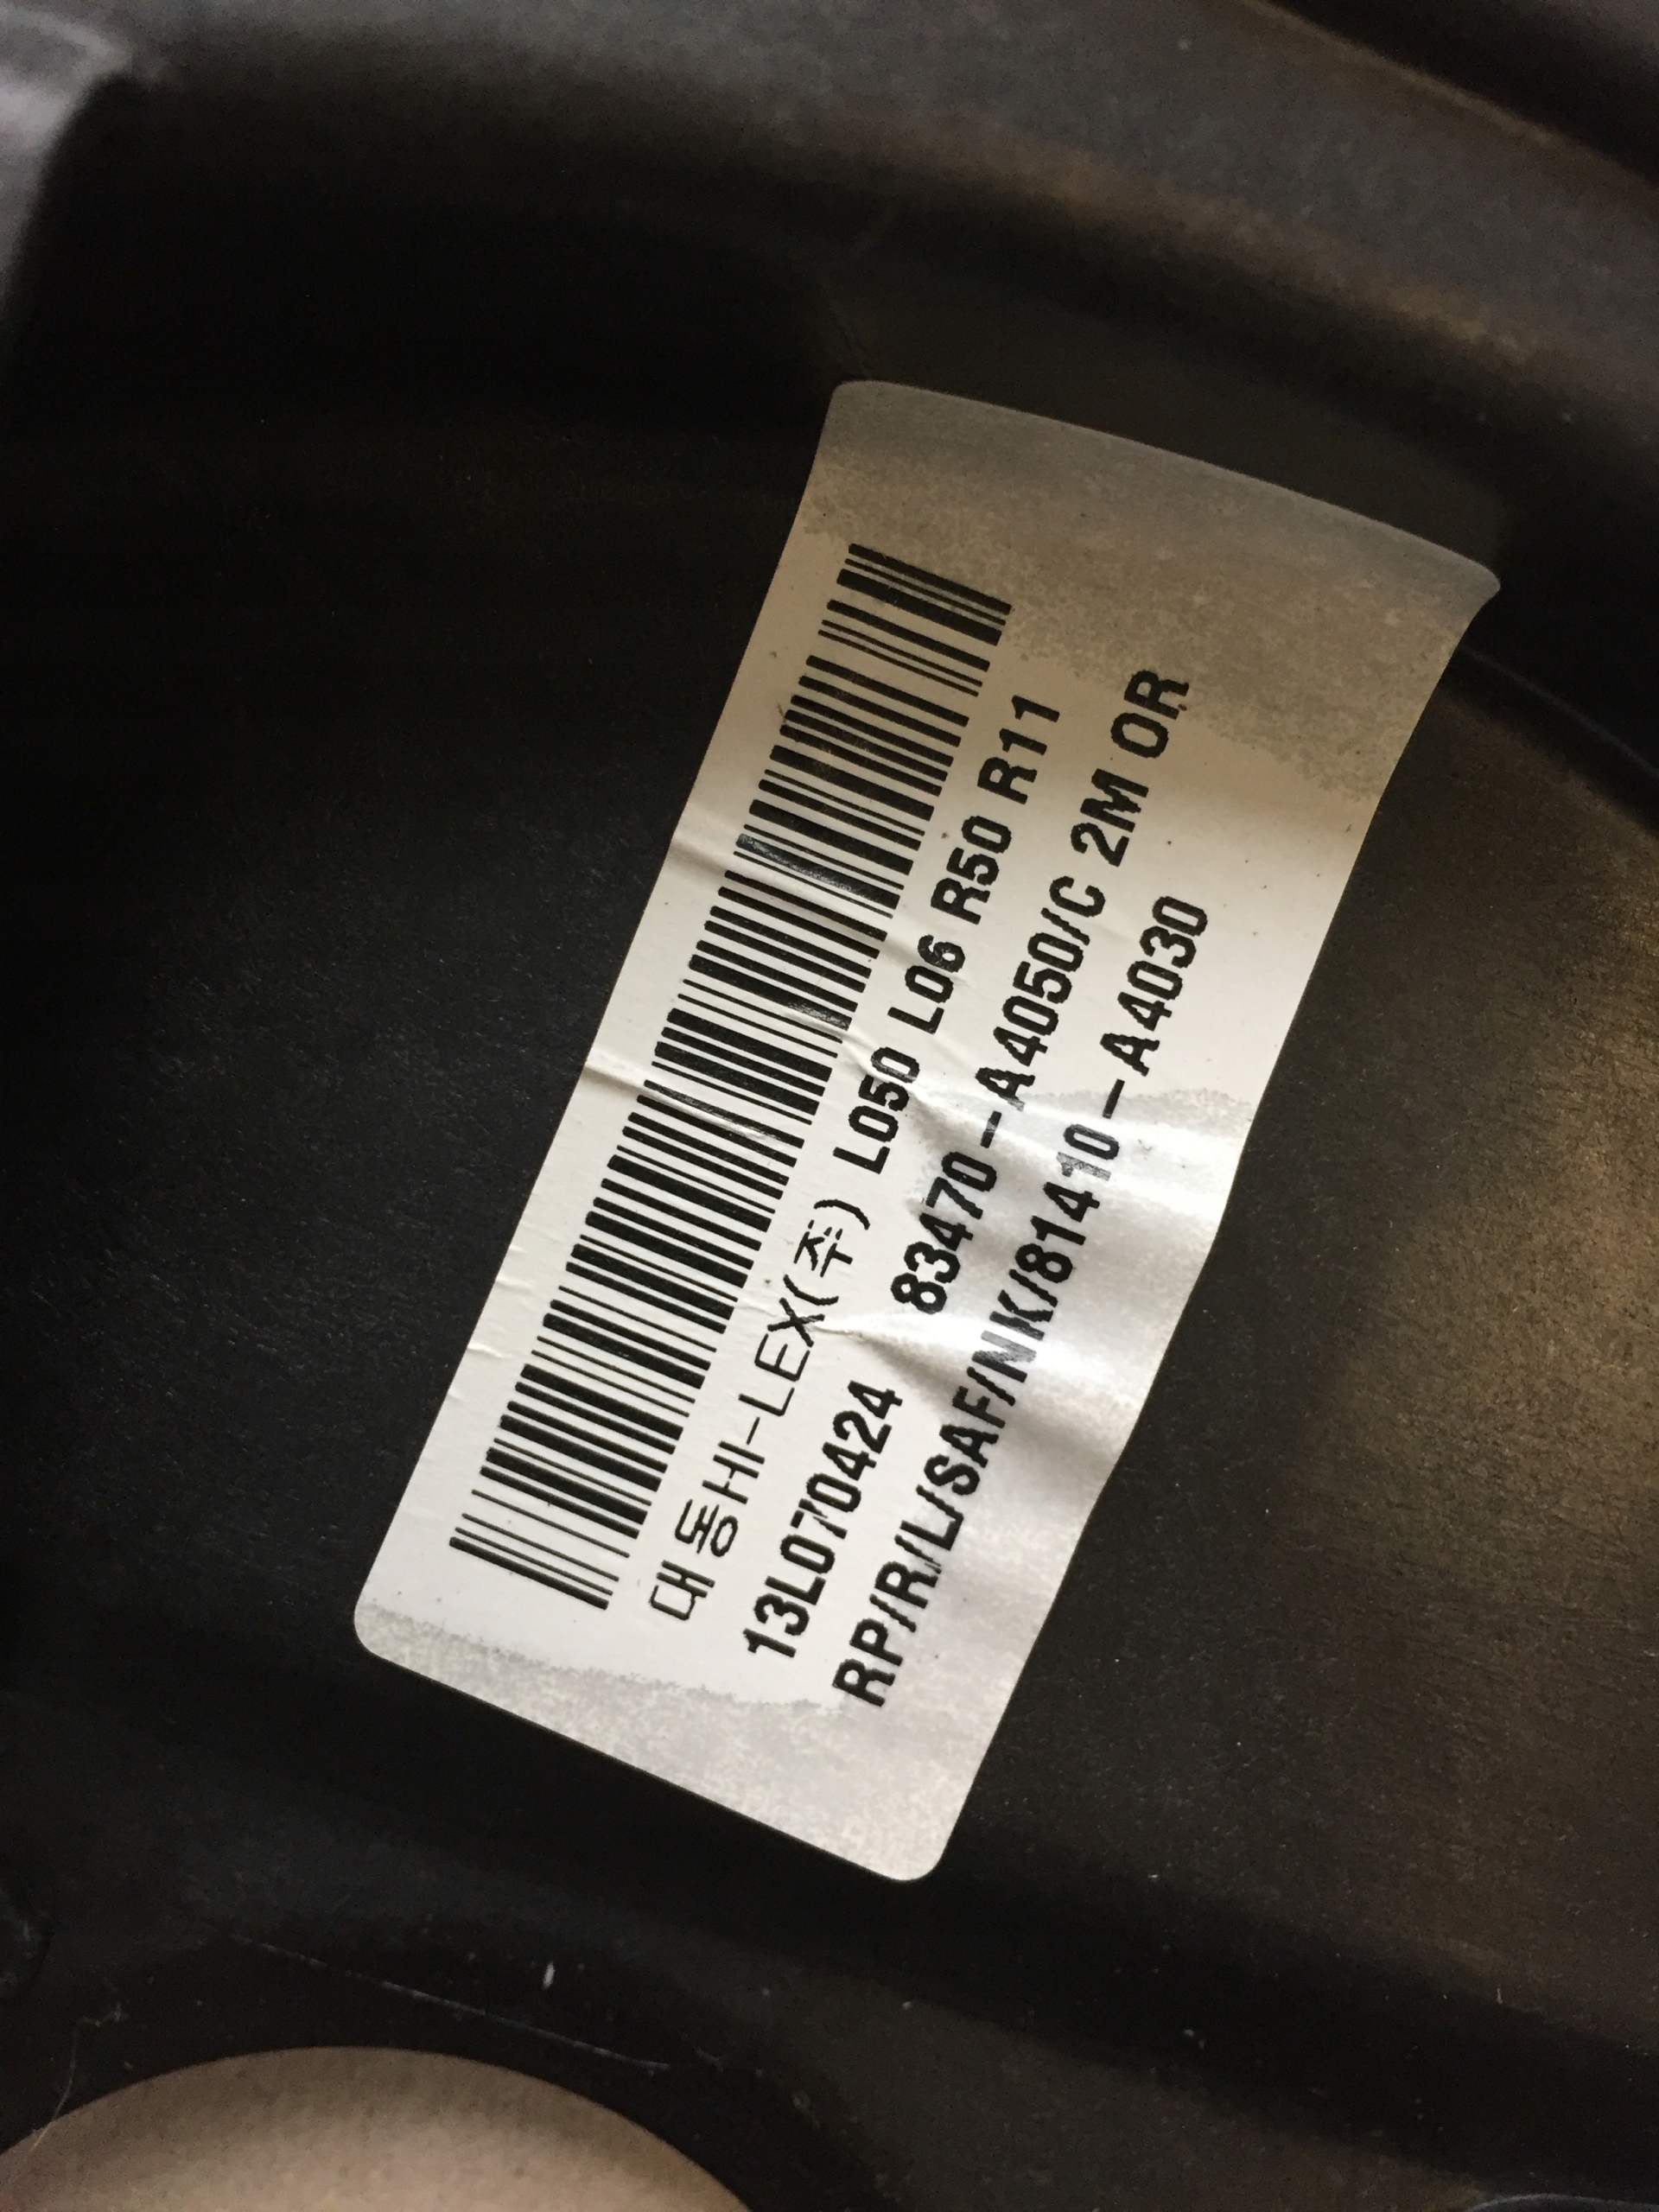 대동HI-LEX(주) L050 L06 R50 R11
13L070424 83470-A4050/C 2M OR
RP/R/L/SAF/NK/81410-A4030